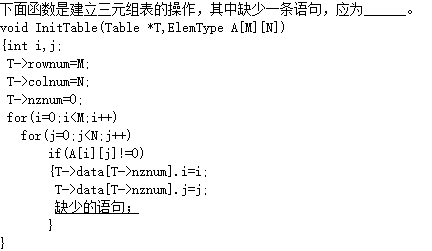 下面函数是建立三元组表的操作，其中缺少一条语句，应为______。
void InitTable(Table *T,ElemType A[M][N])
{int i,j;
T->rownum=M;
T->colnum=N;
T->nznum=0;
for(i=0;i<M;i++)
for(j=0;j<N;j++)
if(A[i][j]!=0)
{T->data[T->nznum].i=i;
T->data[T->nznum].j=j;
缺少的语句;
}
}